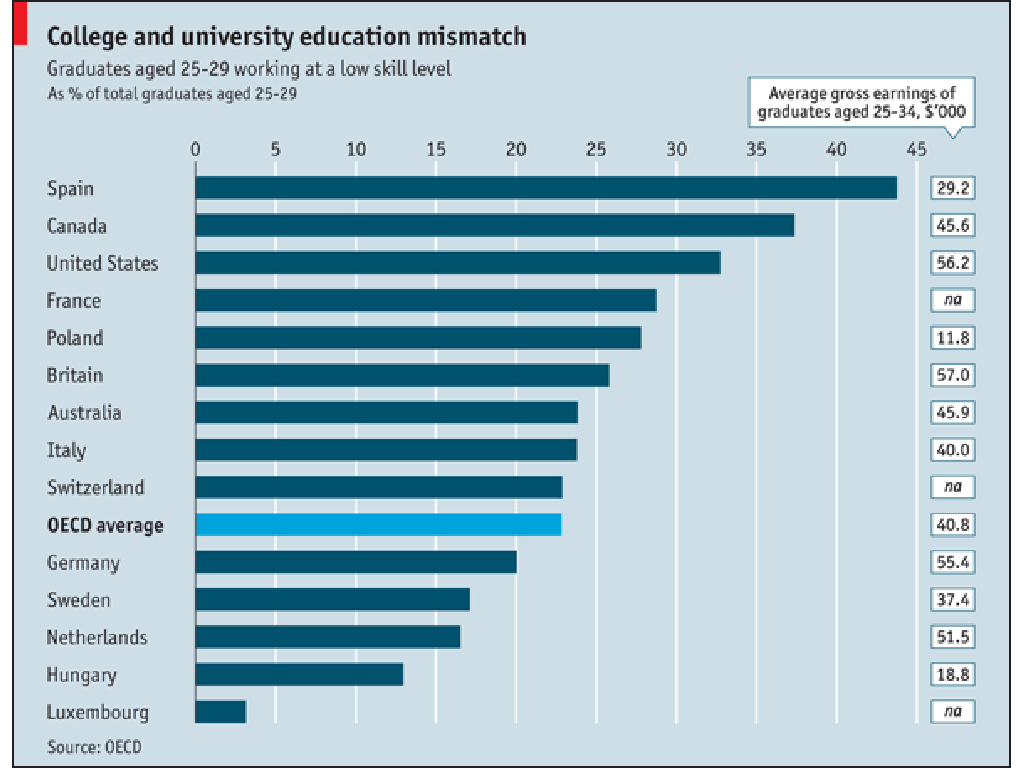 College and university education mismatch
Graduates aged 25-29 working at a low skill level
As % of total graduates aged 25-29
Average gross earnings of
graduates aged 25-34, $'000
0 5 10 15 20 25 30 35 40 45
Spain 29.2
Canada 45.6
United States 56.2
France na
Poland 11.8
Britain 57.0
Australia 45.9
Italy 40.0
Switzerland na
OECD average 40.8
Germany 55.4
Sweden 37.4
Netherlands 51.5
Hungary 18.8
Luxembourg na
Source: OECD